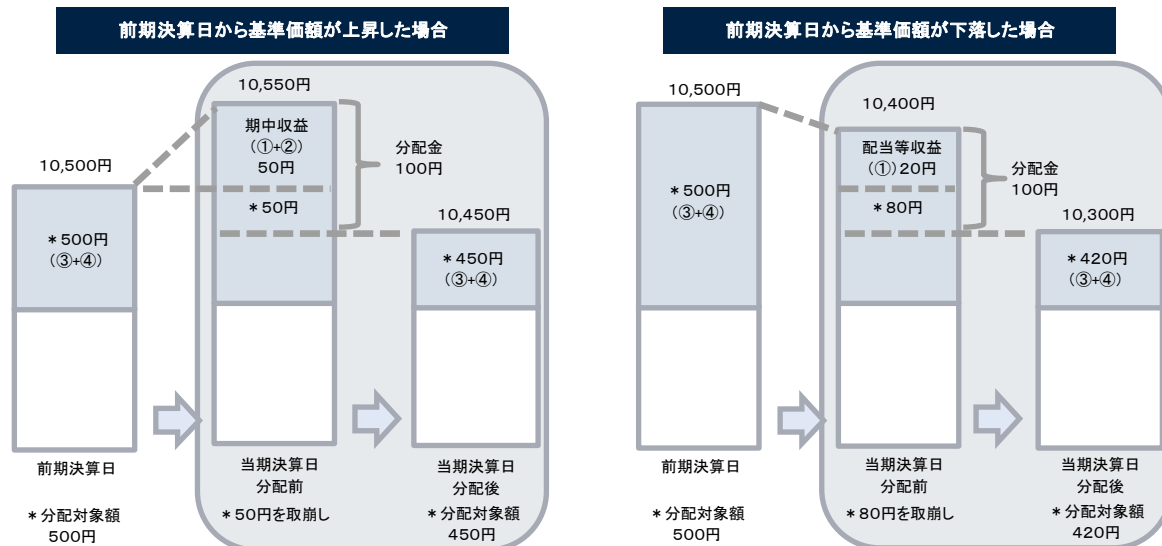 前期決算日から基準価額が上昇した場合
10,550円
期中収益
(①+②)
50円
分配金
100円
10,500円
*50円
10,450円
*500円
(③+④)
*450円
(③+④)
前期決算日
当期決算日
分配前
当期決算日
分配後
*分配対象額
500円
*50円を取崩し
*分配対象額
450円
前期決算日から基準価額が下落した場合
10,500円
10,400円
配当等収益
(①)20円
分配金
100円
*500円
(③+④)
*80円
10,300円
*420円
(③+④)
前期決算日
当期決算日
分配前
当期決算日
分配後
*分配対象額
500円
*80円を取崩し
*分配対象額
420円